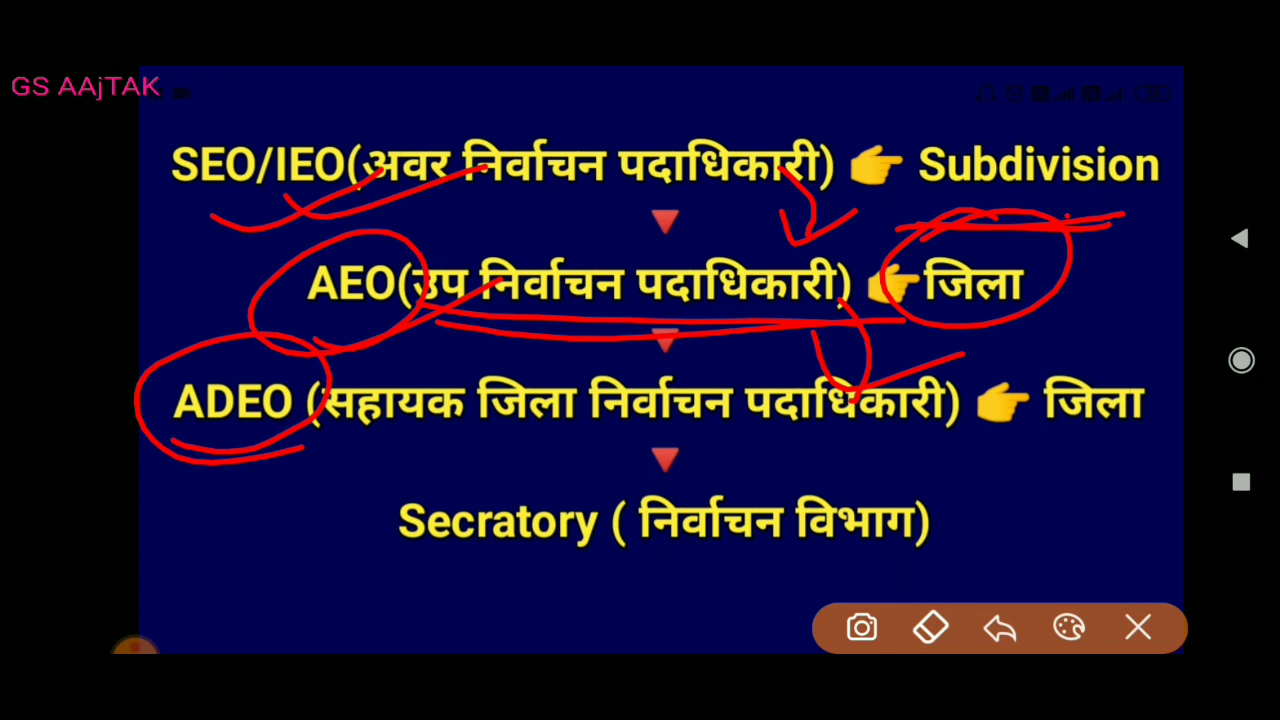 GS AAjTAK
SEO/IEO(अवर निर्वाचन पदाधिकारी) 👉 Subdivision
AEO(उप निर्वाचन पदाधिकारी) 👉जिला
ADEO (सहायक जिला निर्वाचन पदाधिकारी) 👉 जिला
Secratory ( निर्वाचन विभाग)